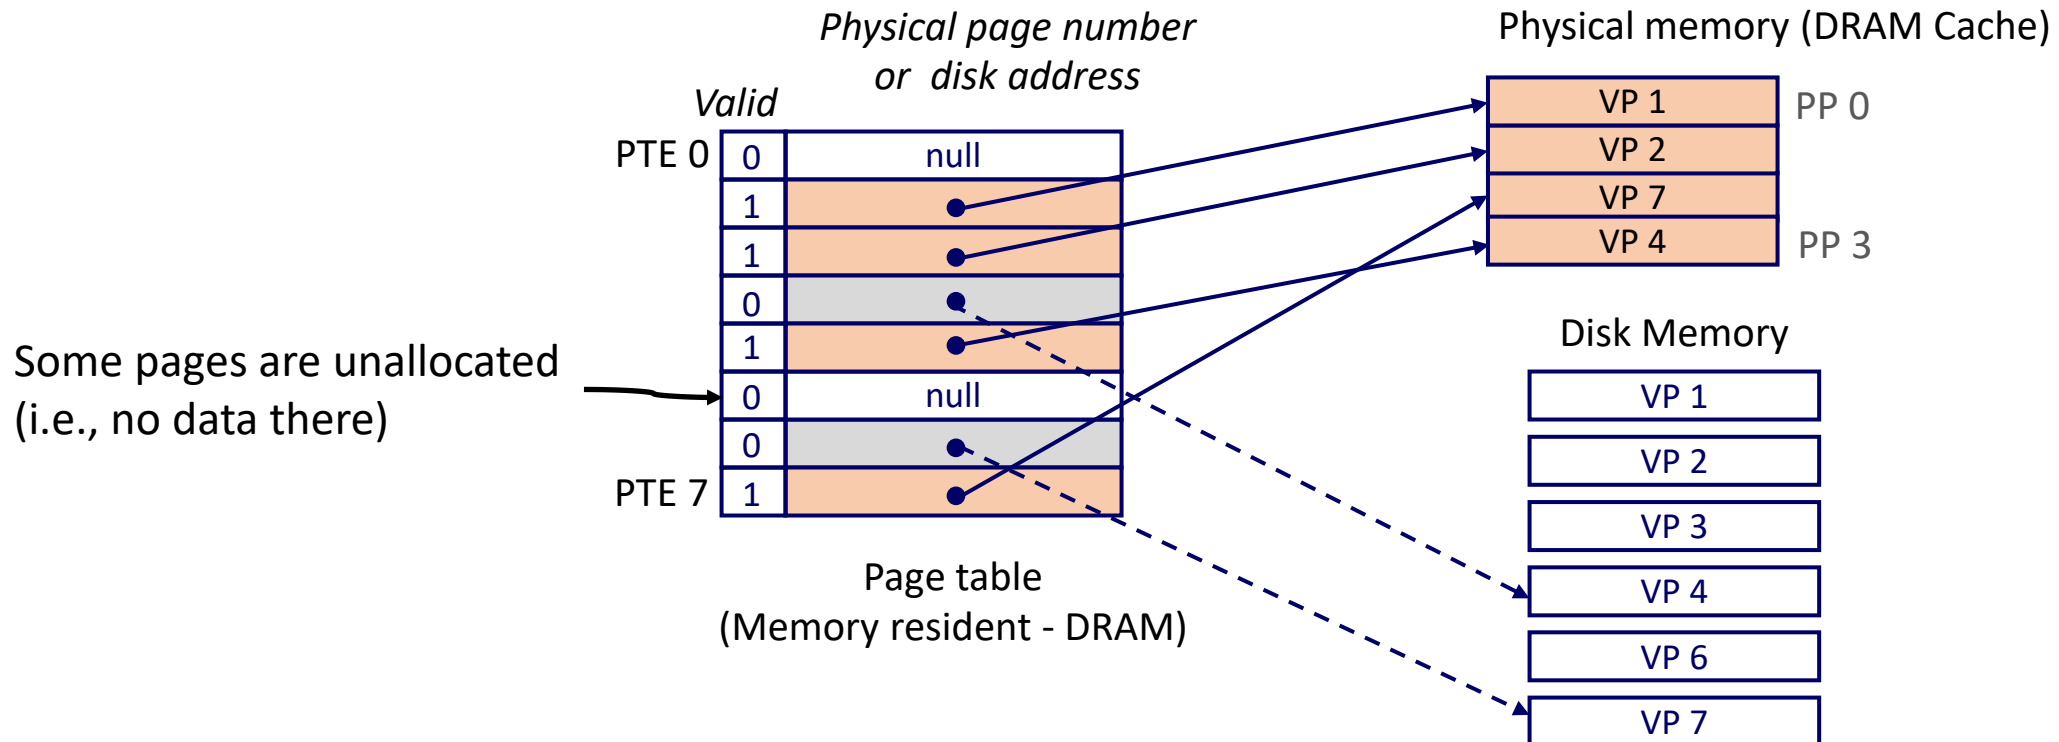 Physical page number
or disk address
Physical memory (DRAM Cache)
Valid
VP 1
PP 0
PTE 0
0
null
VP 2
1
VP 7
1
VP 4
PP 3
0
Disk Memory
1
Some pages are unallocated
(i.e., no data there)
0
null
VP 1
0
VP 2
PTE 7
1
VP 3
Page table
(Memory resident - DRAM)
VP 4
VP 6
VP 7